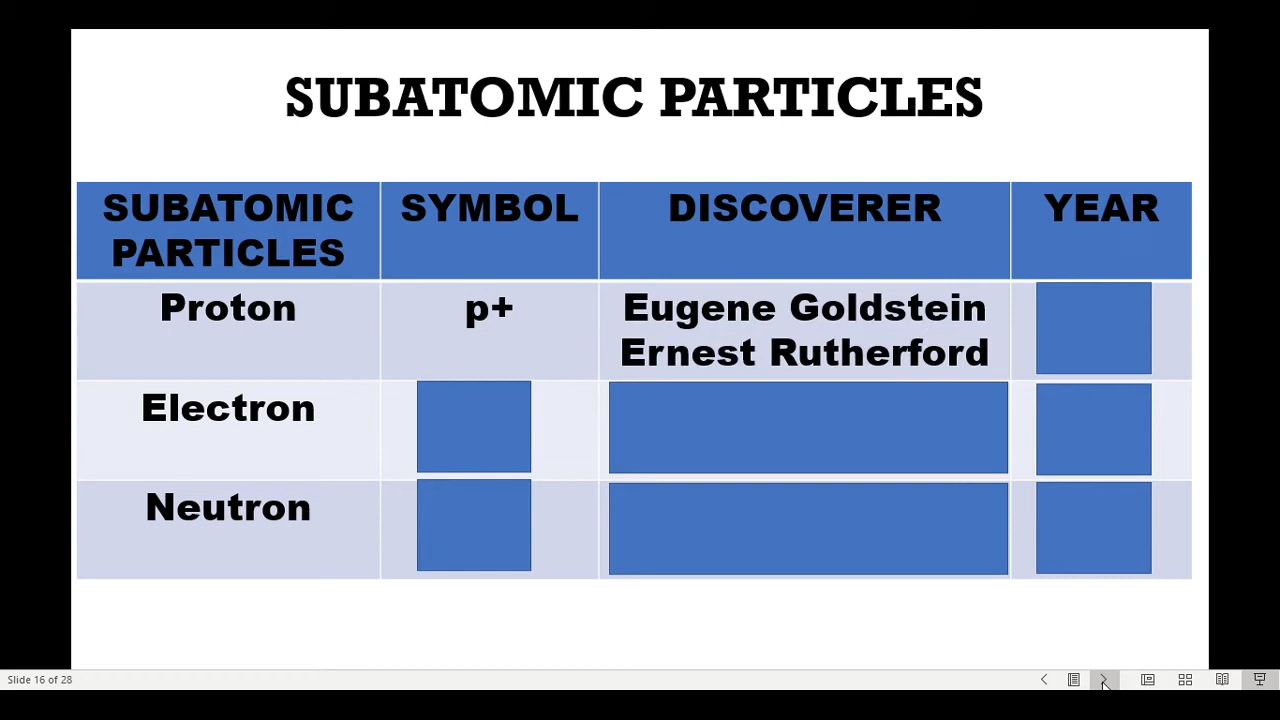 SUBATOMIC PARTICLES
SUBATOMIC PARTICLES
SYMBOL
DISCOVERER
YEAR
Proton
p+
Eugene Goldstein
Ernest Rutherford
Electron
Neutron
Slide 16 of 28